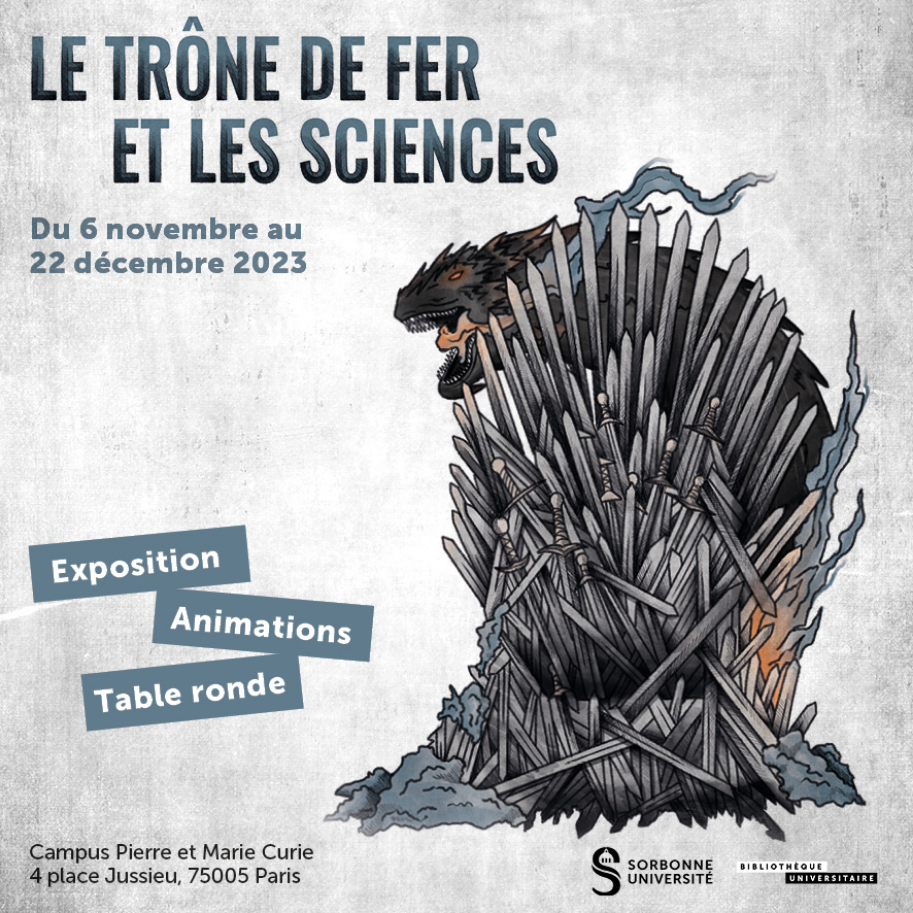 LE TRÔNE DE FER
ET LES SCIENCES
Du 6 novembre au
22 décembre 2023
Exposition
Animations
Table ronde
Campus Pierre et Marie Curie
4 place Jussieu, 75005 Paris
SORBONNE
UNIVERSITÉ
BIBLIOTHÈQUE
UNIVERSITAIRE